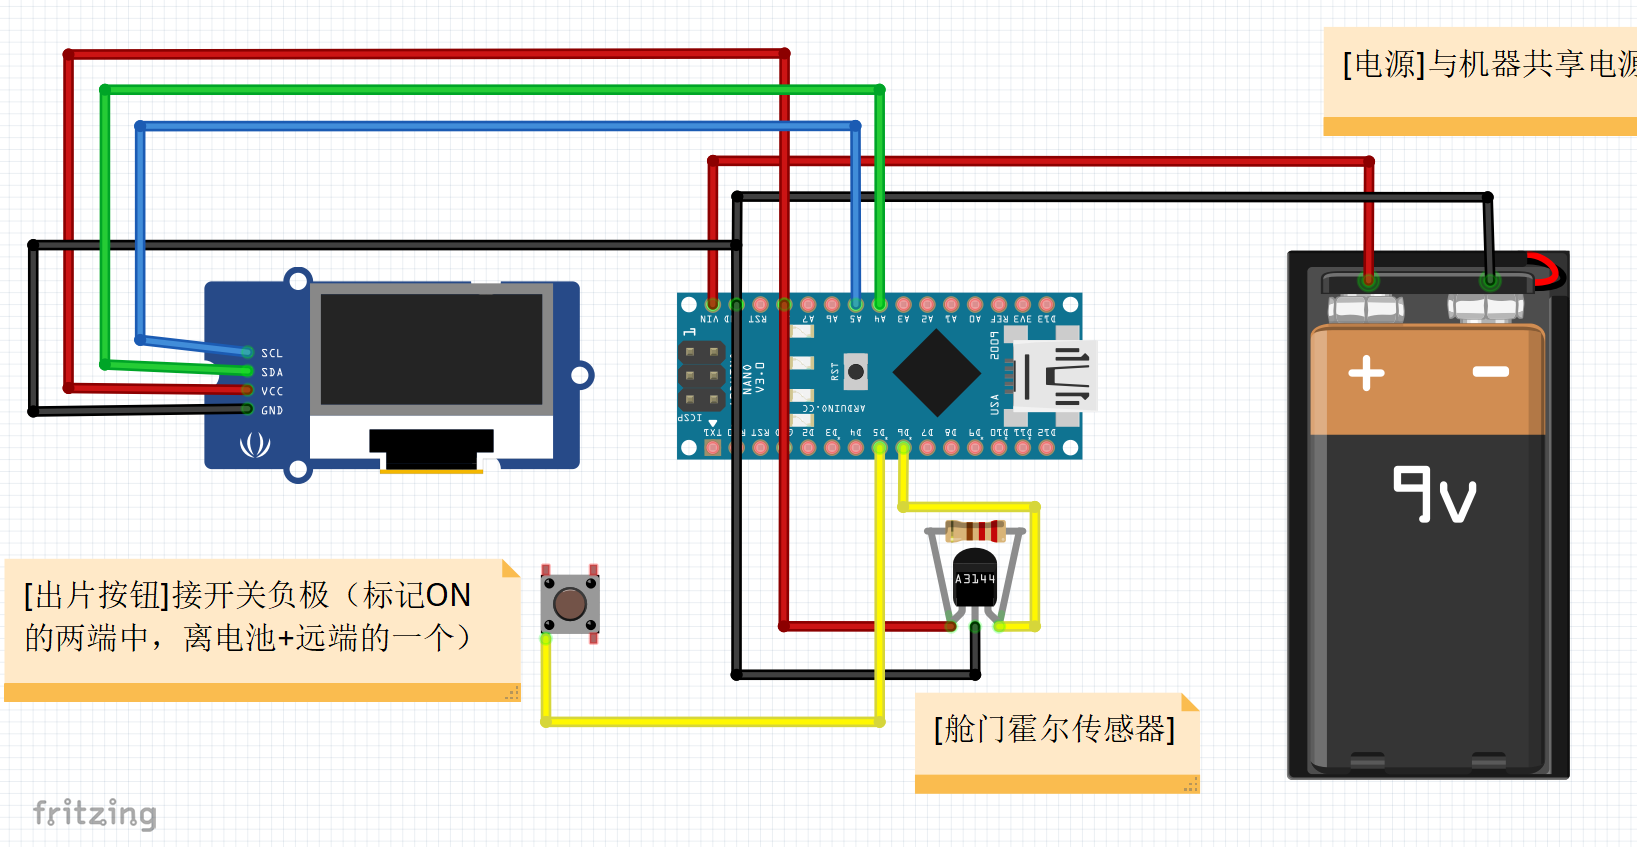 [电源]与机器共享电源
VIN
RST
A7
A6
A5
A4
A3
A2
A1
A0
REF
3V3
D13
SCL
SDA
VCC
GND
RST
NANO
V3.0
USB
ARDUINO.CC
ICSP
TX1
RST
D2
D3
D4
D5
D6
D7
D8
D9
D10
D11
D12
+ -
9V
A3144
[出片按钮]接开关负极（标记ON
的两端中，离电池+远端的一个）
[舱门霍尔传感器]
fritzing